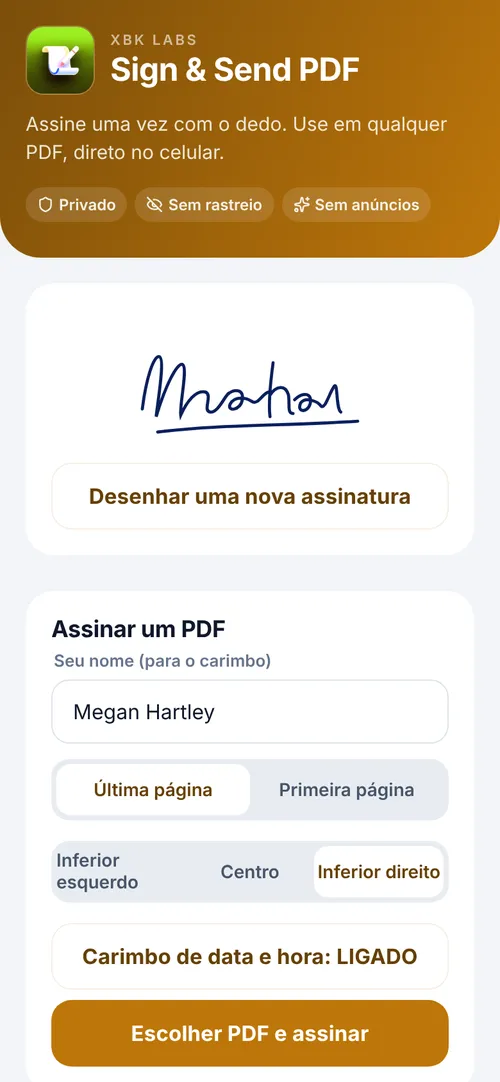 XBK LABS
Sign & Send PDF
Assine uma vez com o dedo. Use em qualquer
PDF, direto no celular.
Privado
Sem rastreio
Sem anúncios
Desenhar uma nova assinatura
Assinar um PDF
Seu nome (para o carimbo)
Megan Hartley
Última página
Primeira página
Inferior
esquerdo
Centro
Inferior direito
Carimbo de data e hora: LIGADO
Escolher PDF e assinar